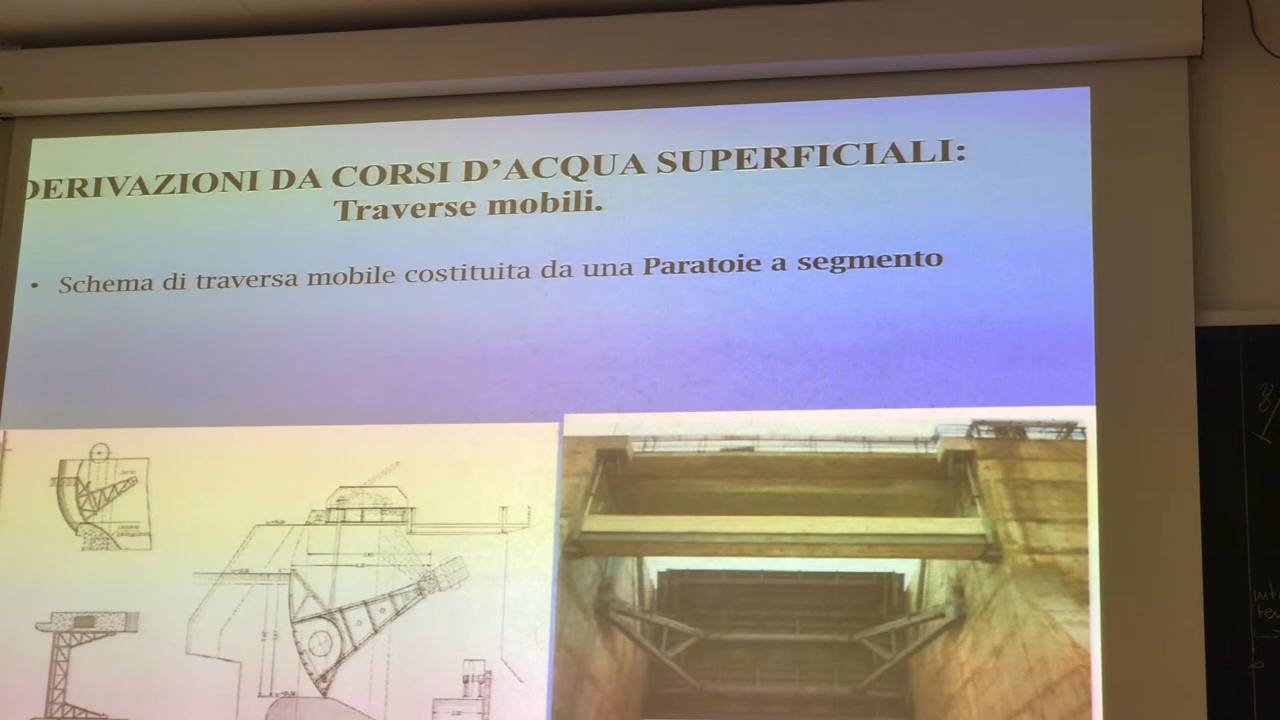 DERIVAZIONI DA CORSI D'ACQUA SUPERFICIALI:
Traverse mobili.
• Schema di traversa mobile costituita da una Paratoie a segmento